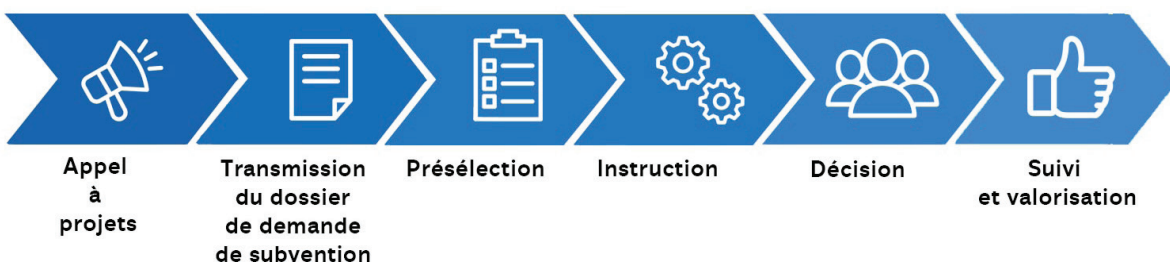 Appel
à
projets
Transmission
du dossier
de demande
de subvention
Présélection
Instruction
Décision
Suivi
et valorisation